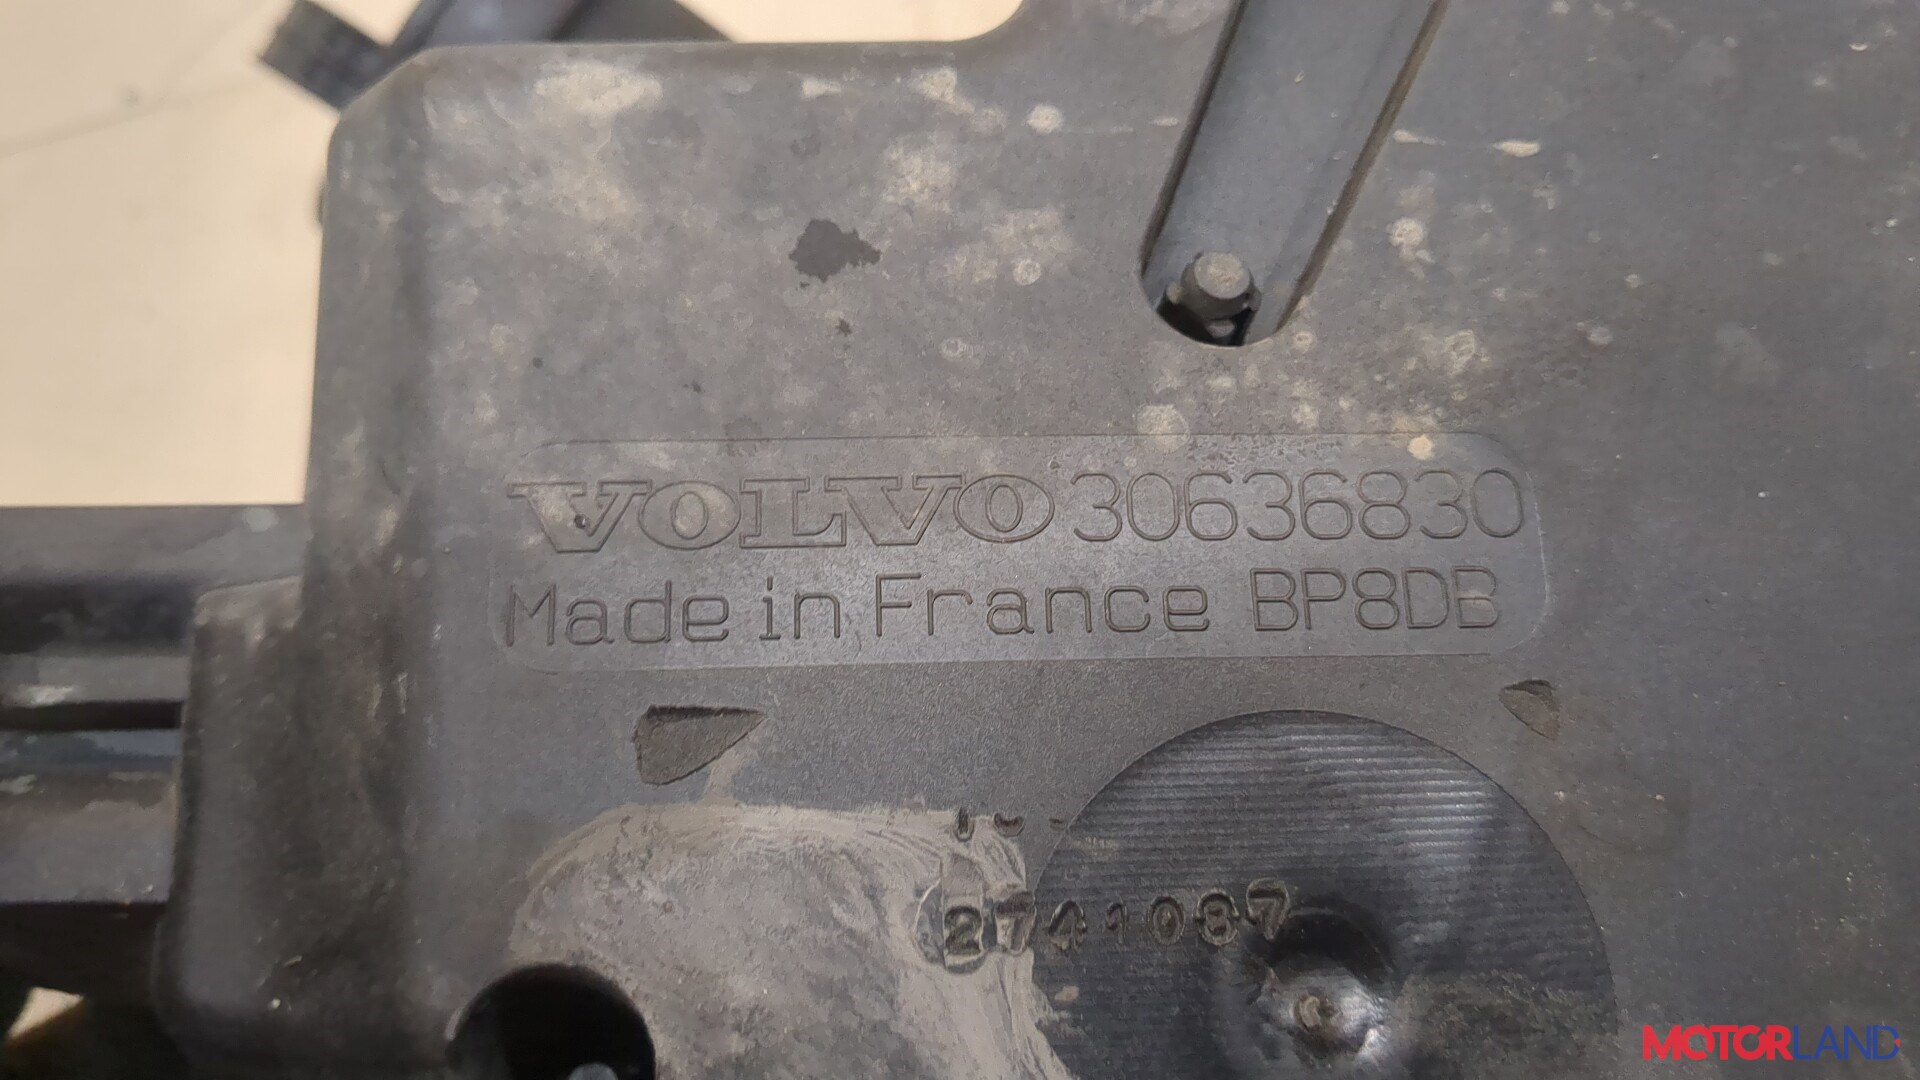 VOLVO 30636830
Made in France BP8DB
2741087
MOTORLAND